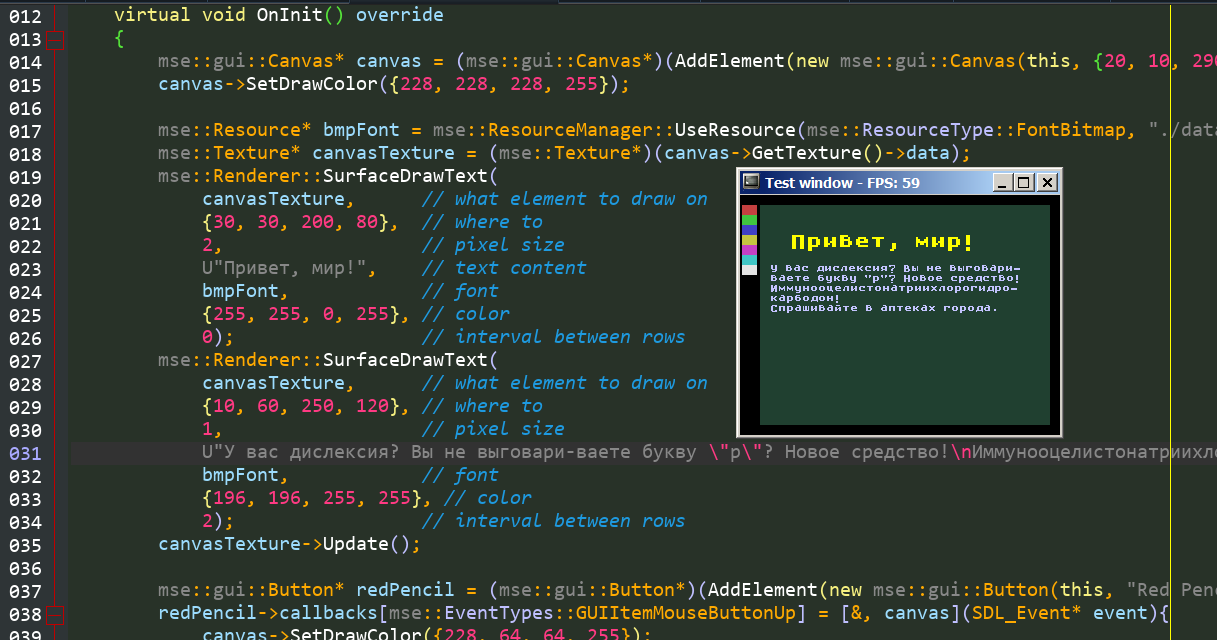 012 virtual void OnInit() override
013 {
014 mse::gui::Canvas* canvas = (mse::gui::Canvas*)(AddElement(new mse::gui::Canvas(this, {20, 10, 290
015 canvas->SetDrawColor({228, 228, 228, 255});
016
017 mse::Resource* bmpFont = mse::ResourceManager::UseResource(mse::ResourceType::FontBitmap, "./data
018 mse::Texture* canvasTexture = (mse::Texture*)(canvas->GetTexture()->data);
019 mse::Renderer::SurfaceDrawText(
020 canvasTexture, // what element to draw on
021 {30, 30, 200, 80}, // where to
022 2, // pixel size
023 U"Привет, мир!", // text content
024 bmpFont, // font
025 {255, 255, 0, 255}, // color
026 0); // interval between rows
027 mse::Renderer::SurfaceDrawText(
028 canvasTexture, // what element to draw on
029 {10, 60, 250, 120}, // where to
030 1, // pixel size
031 U"У вас дислексия? Вы не выговари-ваете букву \"р\"? Новое средство!\nИммунооцелистонатриихло
032 bmpFont, // font
033 {196, 196, 255, 255}, // color
034 2); // interval between rows
035 canvasTexture->Update();
036
037 mse::gui::Button* redPencil = (mse::gui::Button*)(AddElement(new mse::gui::Button(this, "Red Pen
038 redPencil->callbacks[mse::EventTypes::GUIItemMouseButtonUp] = [&, canvas](SDL_Event* event){
039 canvas->SetDrawColor({228, 64, 64, 255});
Test window - FPS: 59
Привет, мир!
У вас дислексия? Вы не выговари-
ваете букву "р"? Новое средство!
Иммунооцелистонатриихлорогидро-
карбодон!
Спрашивайте в аптеках города.